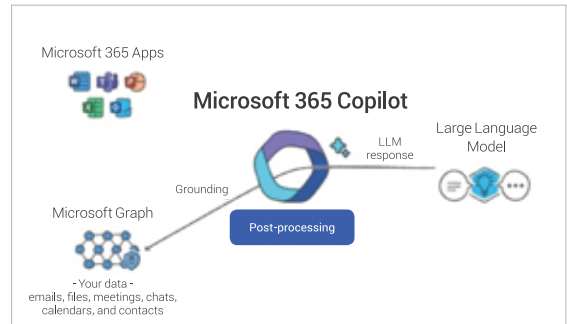 Microsoft 365 Apps
Microsoft 365 Copilot
LLM
response
Large Language
Model
Grounding
Microsoft Graph
Post-processing
- Your data -
emails, files, meetings, chats,
calendars, and contacts